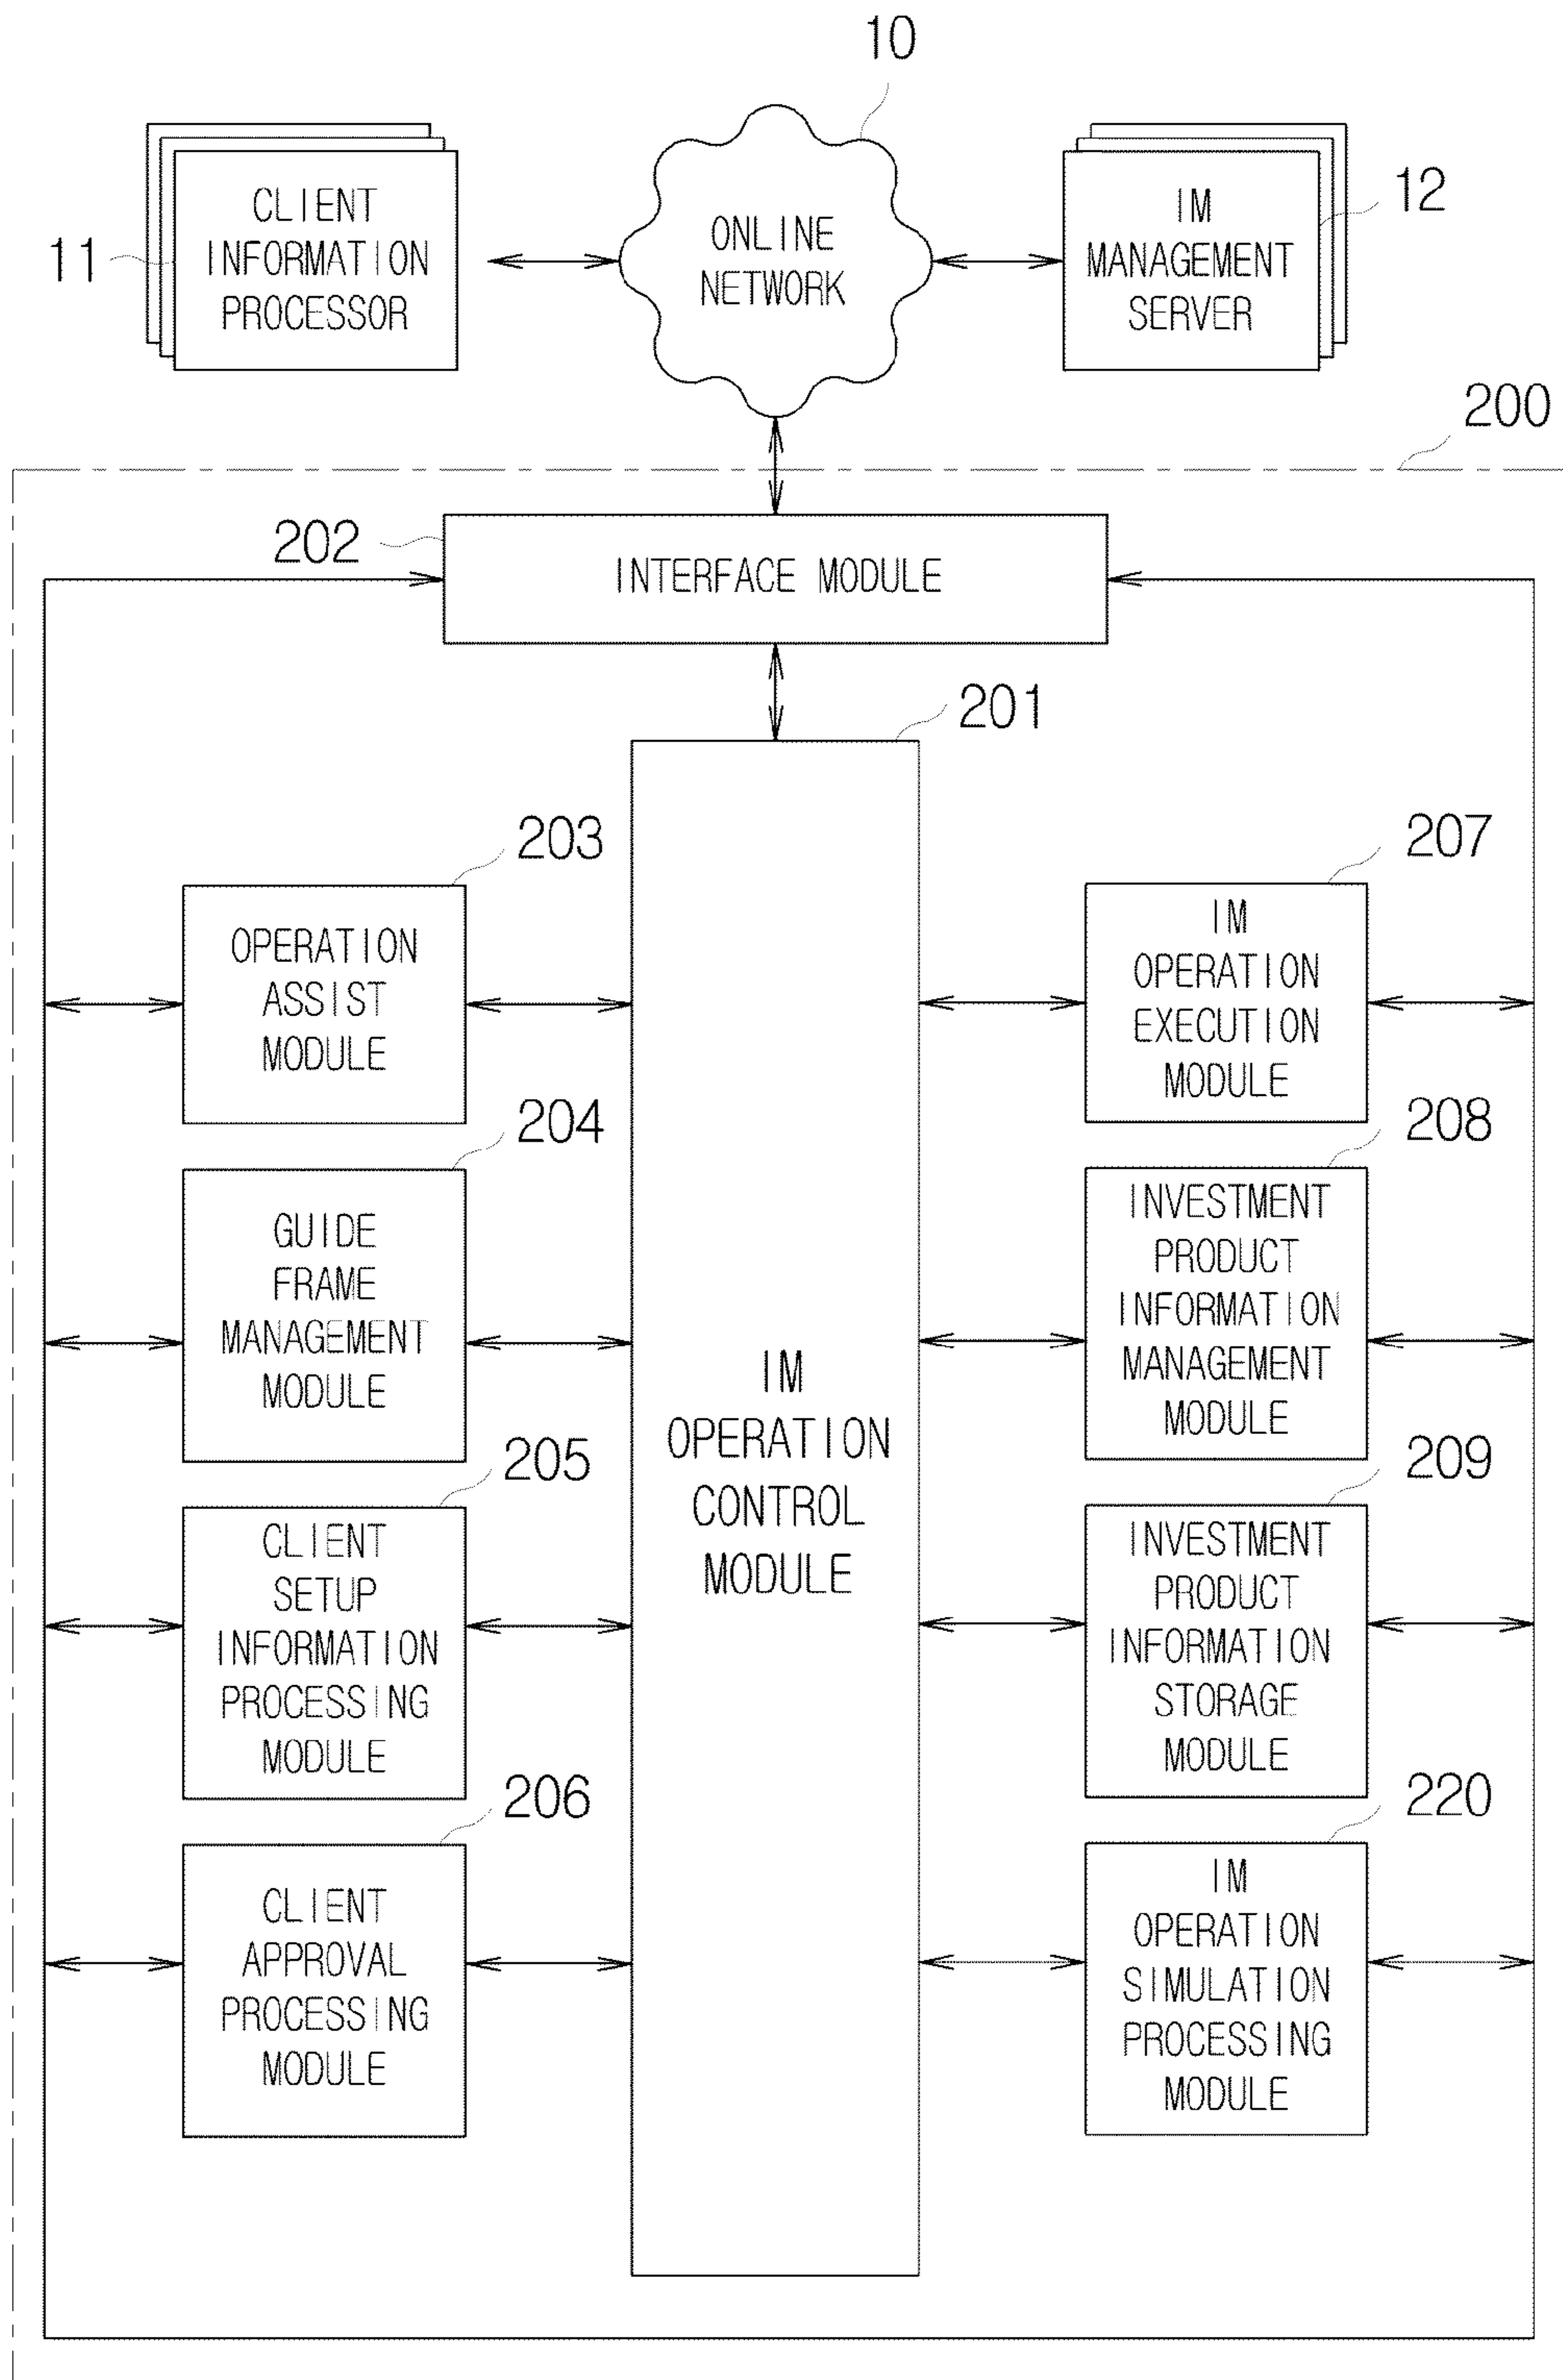 10
CLIENT
INFORMATION
PROCESSOR
11
ONLINE
NETWORK
IM
MANAGEMENT
SERVER
12
200
202
INTERFACE MODULE
201
IM
OPERATION
CONTROL
MODULE
203
OPERATION
ASSIST
MODULE
204
GUIDE
FRAME
MANAGEMENT
MODULE
205
CLIENT
SETUP
INFORMATION
PROCESSING
MODULE
206
CLIENT
APPROVAL
PROCESSING
MODULE
207
IM
OPERATION
EXECUTION
MODULE
208
INVESTMENT
PRODUCT
INFORMATION
MANAGEMENT
MODULE
209
INVESTMENT
PRODUCT
INFORMATION
STORAGE
MODULE
220
IM
OPERATION
SIMULATION
PROCESSING
MODULE